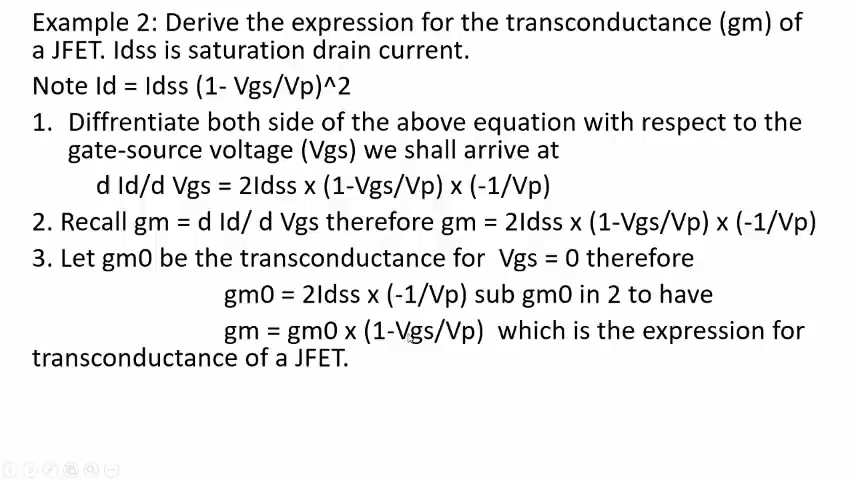 Example 2: Derive the expression for the transconductance (gm) of
a JFET. Idss is saturation drain current.
Note Id = Idss (1- Vgs/Vp)^2
1. Diffrentiate both side of the above equation with respect to the
gate-source voltage (Vgs) we shall arrive at
d Id/d Vgs = 2Idss x (1-Vgs/Vp) x (-1/Vp)
2. Recall gm = d Id/ d Vgs therefore gm = 2Idss x (1-Vgs/Vp) x (-1/Vp)
3. Let gm0 be the transconductance for Vgs = 0 therefore
gm0 = 2Idss x (-1/Vp) sub gm0 in 2 to have
gm = gm0 x (1-Vgs/Vp) which is the expression for
transconductance of a JFET.